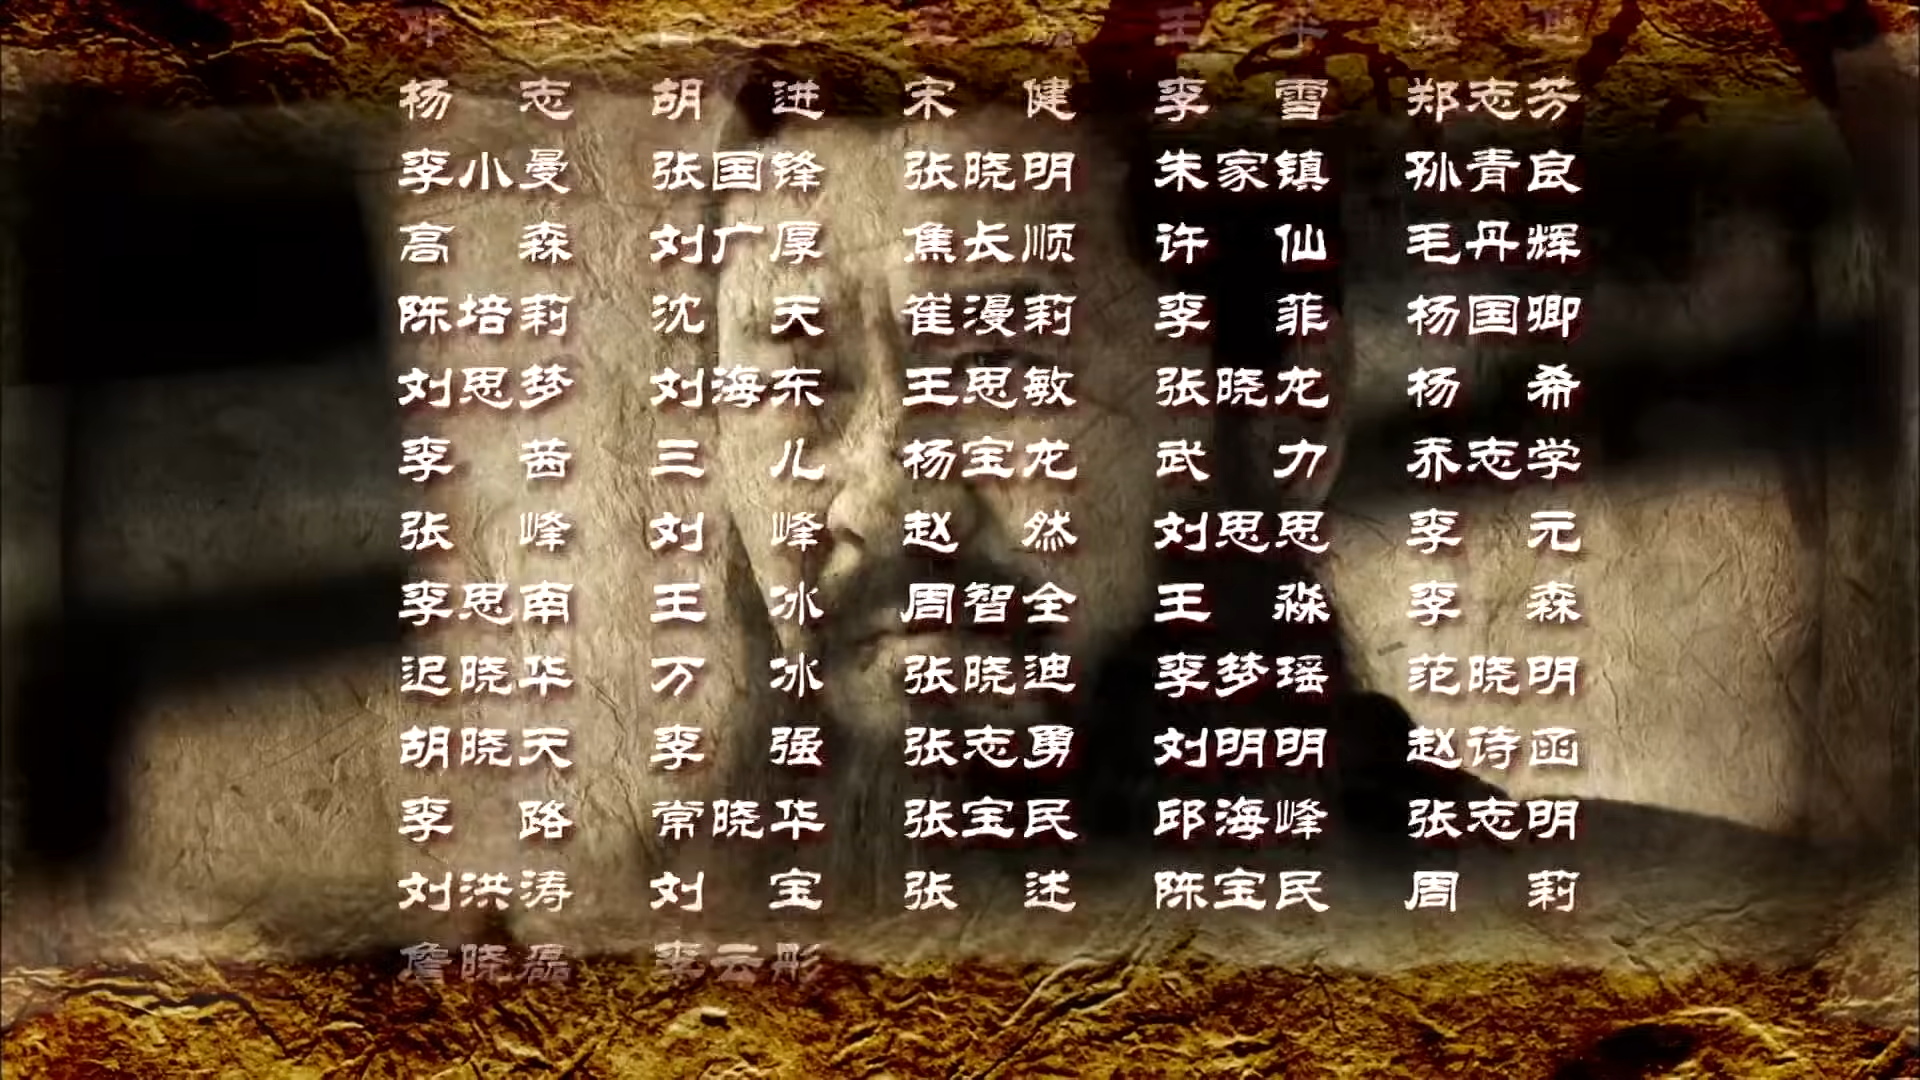 杨 志 胡 进 宋 健 李 雪 郑志芳
李小曼 张国锋 张晓明 朱家镇 孙青良
高 森 刘广厚 焦长顺 许 仙 毛丹辉
陈培莉 沈 天 崔漫莉 李 菲 杨国卿
刘思梦 刘海东 王思敏 张晓龙 杨 希
李 茜 三 儿 杨宝龙 武 力 乔志学
张 峰 刘 峰 赵 然 刘思思 李 元
李思南 王 冰 周智全 王 淼 李 森
迟晓华 万 冰 张晓迪 李梦瑶 范晓明
胡晓天 李 强 张志勇 刘明明 赵诗函
李 路 常晓华 张宝民 邱海峰 张志明
刘洪涛 刘 宝 张 述 陈宝民 周 莉
詹晓磊 李云彤